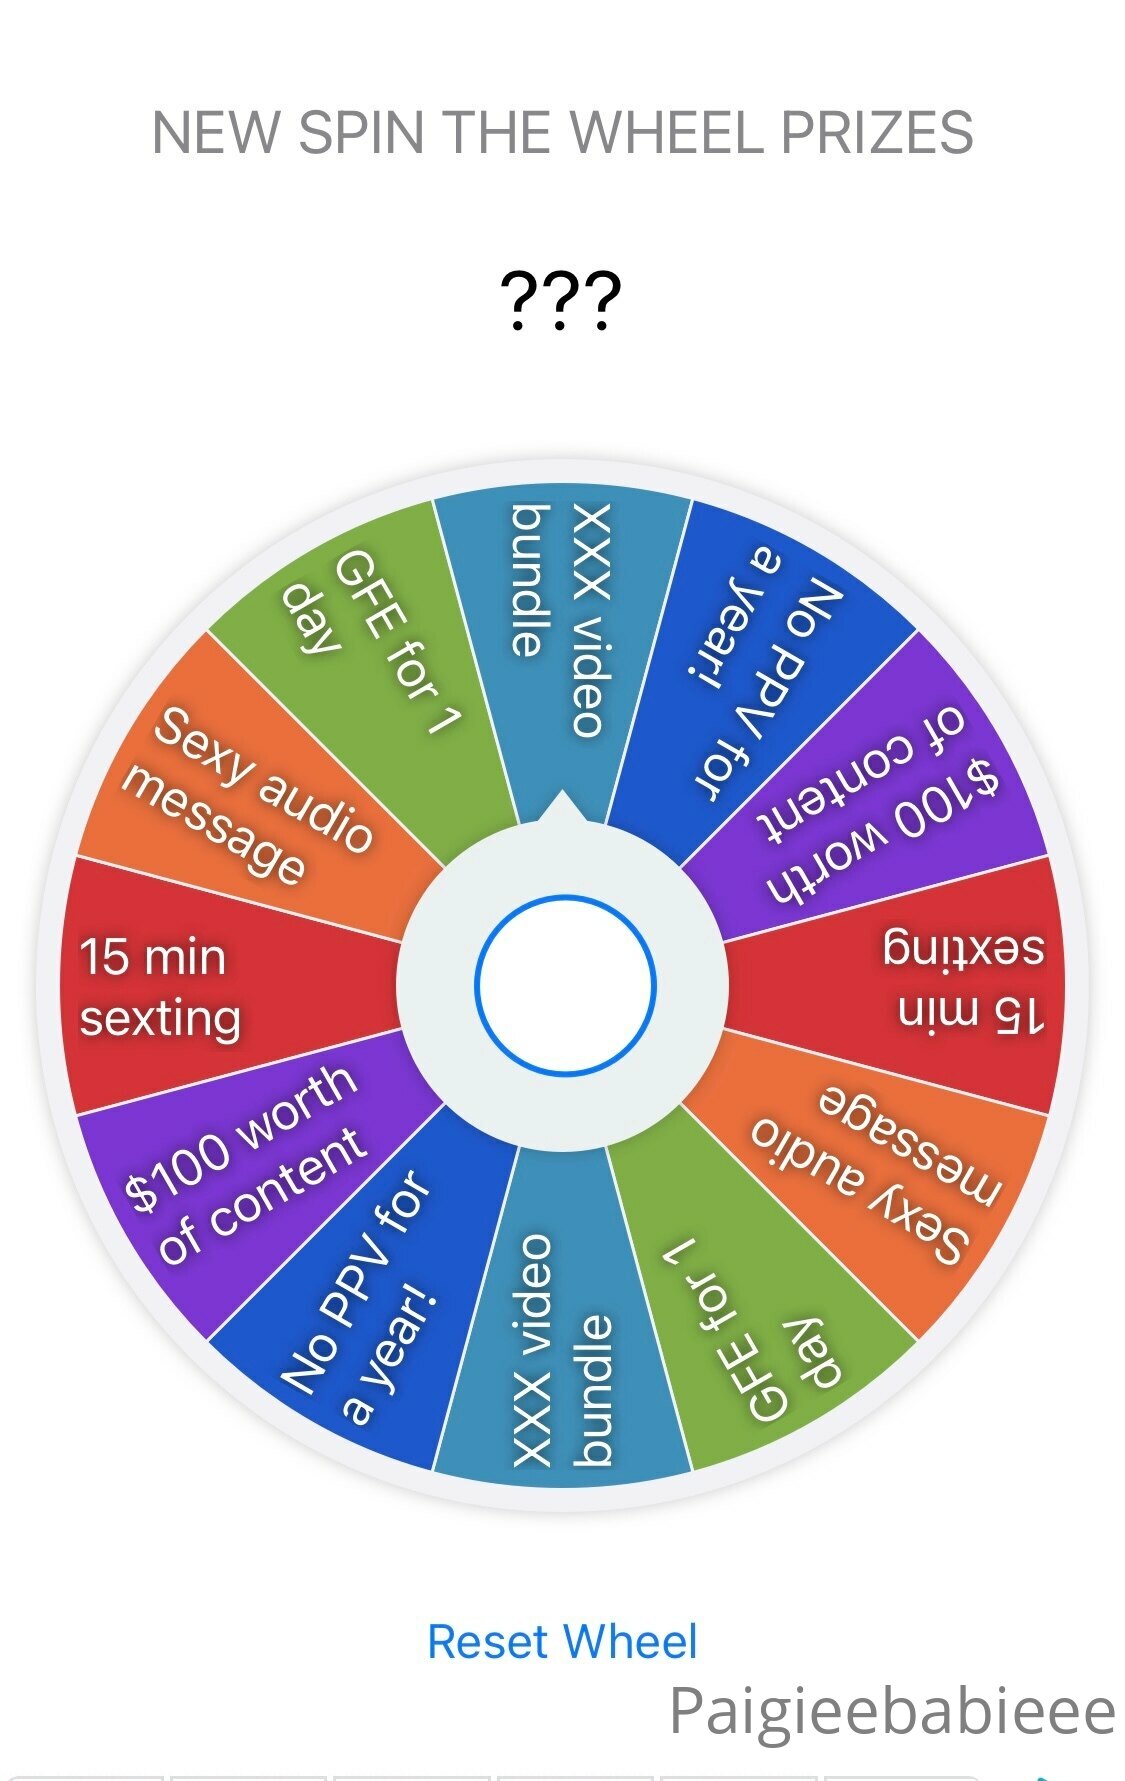 NEW SPIN THE WHEEL PRIZES
???
XXX video
bundle
No PPV for
a year!
$100 worth
of content
15 min
sexting
Sexy audio
message
GFE for 1
day
XXX video
bundle
No PPV for
a year!
$100 worth
of content
15 min
sexting
Sexy audio
message
GFE for 1
day
Reset Wheel
Paigieebabieee